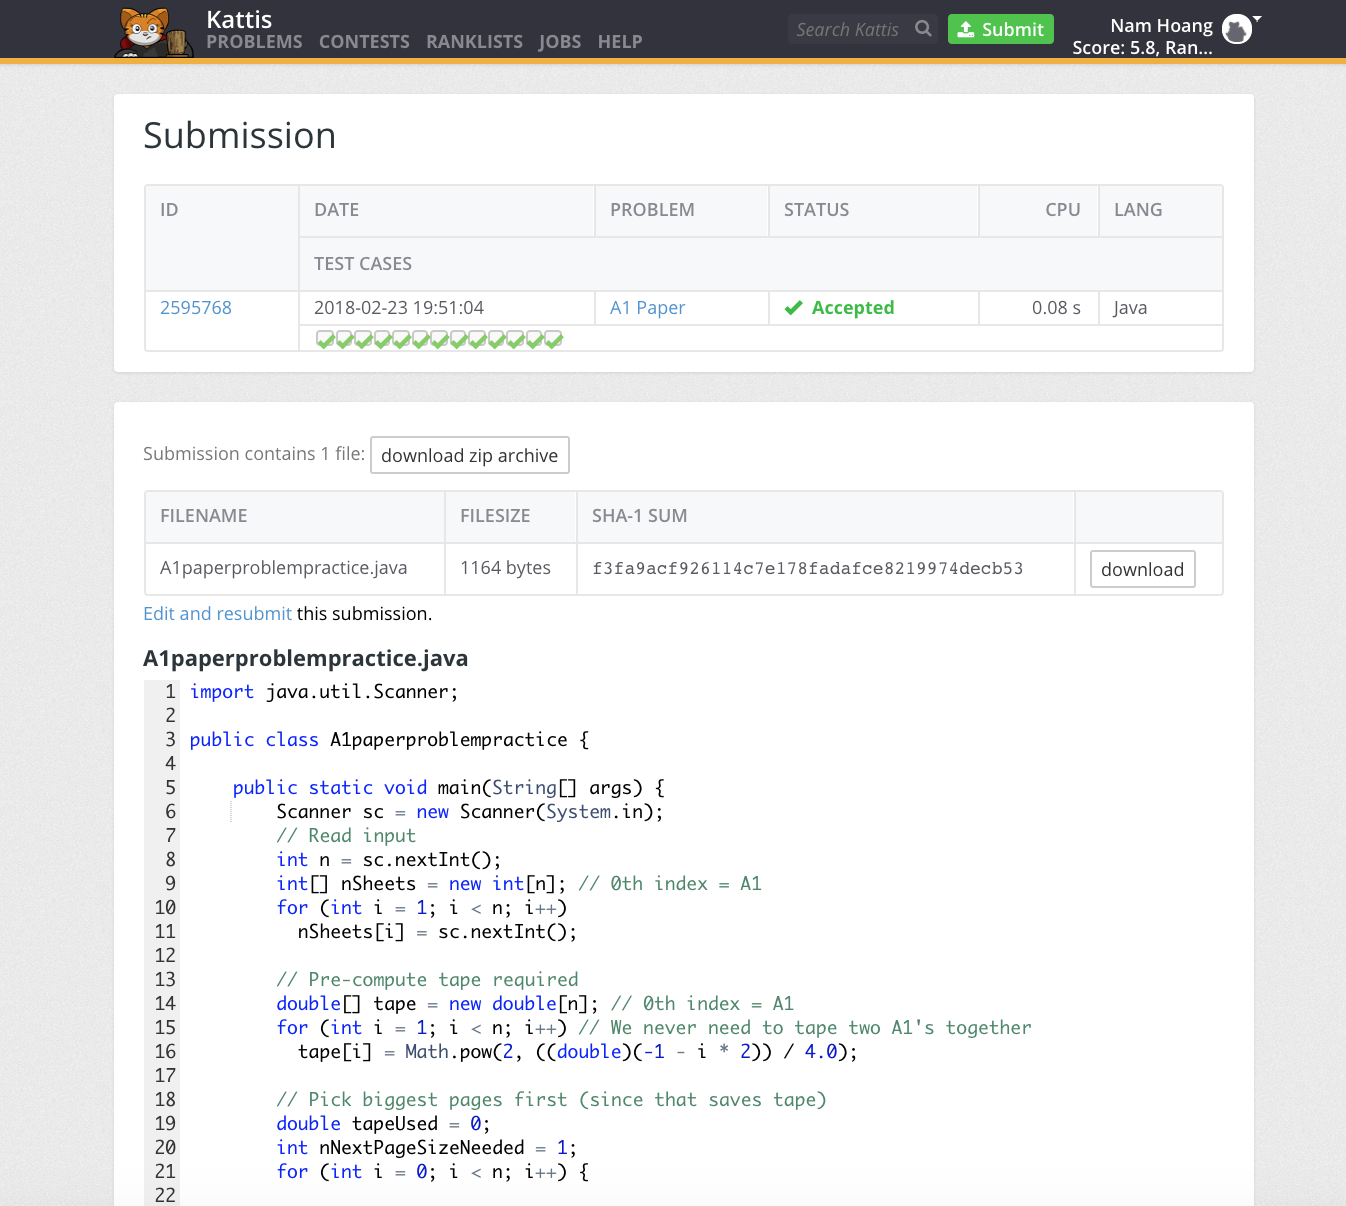 Kattis
PROBLEMS CONTESTS RANKLISTS JOBS HELP
Search Kattis
Submit
Nam Hoang
Score: 5.8, Ran...
Submission
ID DATE PROBLEM STATUS CPU LANG
TEST CASES
2595768 2018-02-23 19:51:04 A1 Paper Accepted 0.08 s Java
Submission contains 1 file: download zip archive
FILENAME FILESIZE SHA-1 SUM
A1paperproblempractice.java 1164 bytes f3fa9acf926114c7e178fadafce8219974decb53 download
Edit and resubmit this submission.
A1paperproblempractice.java
1 import java.util.Scanner;
2
3 public class A1paperproblempractice {
4
5     public static void main(String[] args) {
6         Scanner sc = new Scanner(System.in);
7         // Read input
8         int n = sc.nextInt();
9         int[] nSheets = new int[n]; // 0th index = A1
10         for (int i = 1; i < n; i++)
11           nSheets[i] = sc.nextInt();
12
13         // Pre-compute tape required
14         double[] tape = new double[n]; // 0th index = A1
15         for (int i = 1; i < n; i++) // We never need to tape two A1's together
16           tape[i] = Math.pow(2, ((double)(-1 - i * 2)) / 4.0);
17
18         // Pick biggest pages first (since that saves tape)
19         double tapeUsed = 0;
20         int nNextPageSizeNeeded = 1;
21         for (int i = 0; i < n; i++) {
22